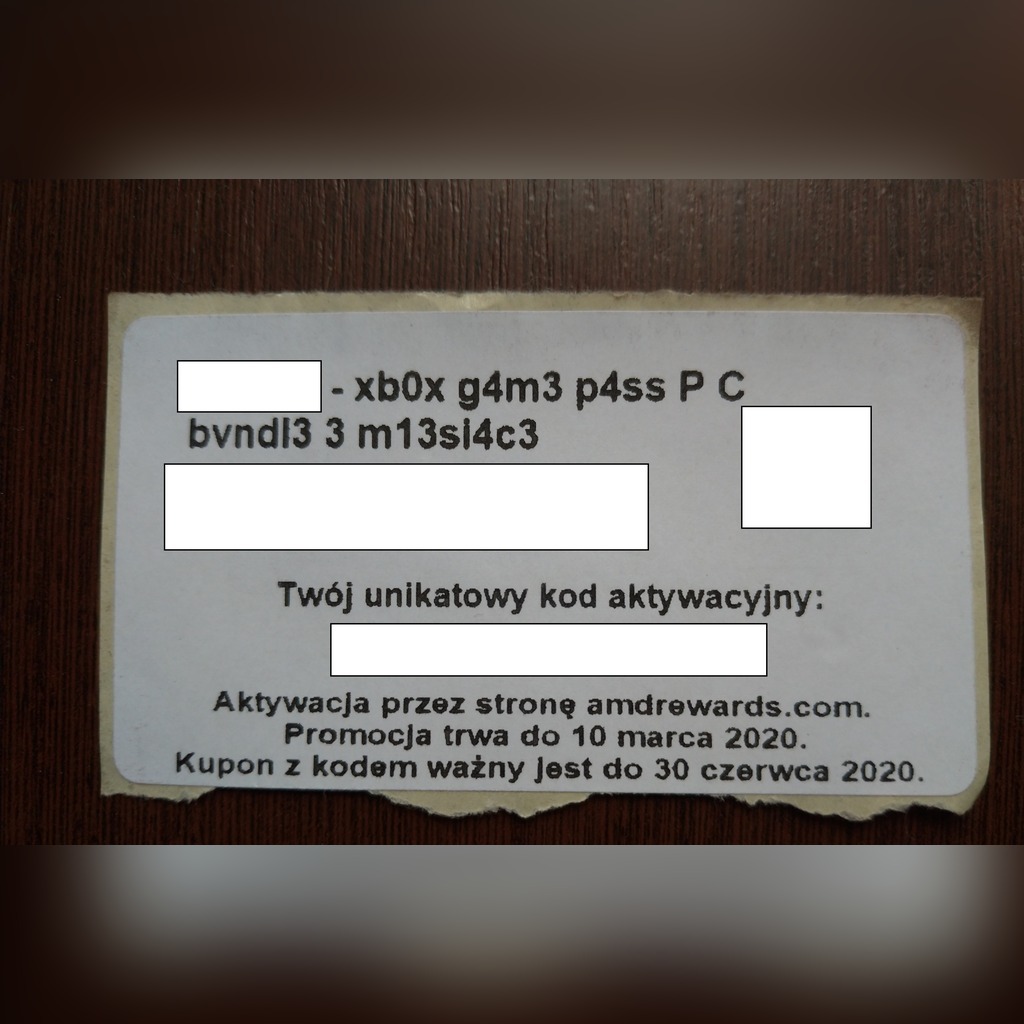 - xb0x g4m3 p4ss P C
bvndl3 3 m13si4c3
Twój unikatowy kod aktywacyjny:
Aktywacja przez stronę amdrewards.com.
Promocja trwa do 10 marca 2020.
Kupon z kodem ważny jest do 30 czerwca 2020.